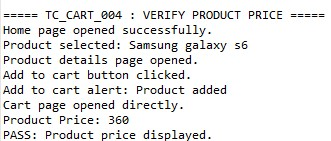 ===== TC_CART_004 : VERIFY PRODUCT PRICE =====
Home page opened successfully.
Product selected: Samsung galaxy s6
Product details page opened.
Add to cart button clicked.
Add to cart alert: Product added
Cart page opened directly.
Product Price: 360
PASS: Product price displayed.